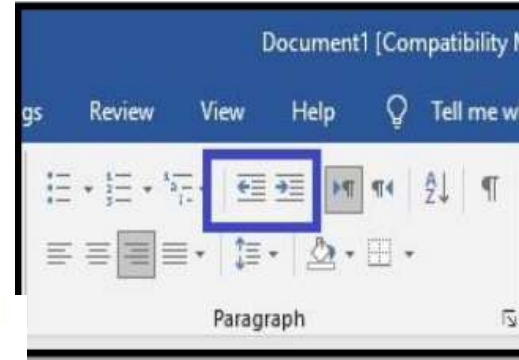 Document1 [Compatibility M
gs Review View Help Tell me w
Paragraph